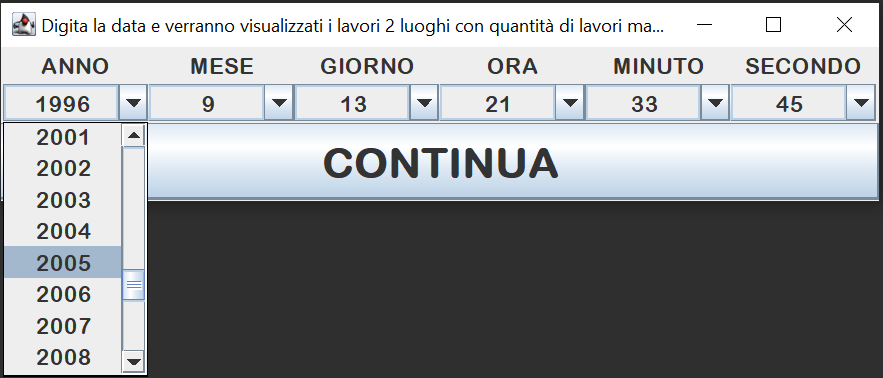 Digita la data e verranno visualizzati i lavori 2 luoghi con quantità di lavori ma...
ANNO MESE GIORNO ORA MINUTO SECONDO
1996 9 13 21 33 45
CONTINUA
2001
2002
2003
2004
2005
2006
2007
2008